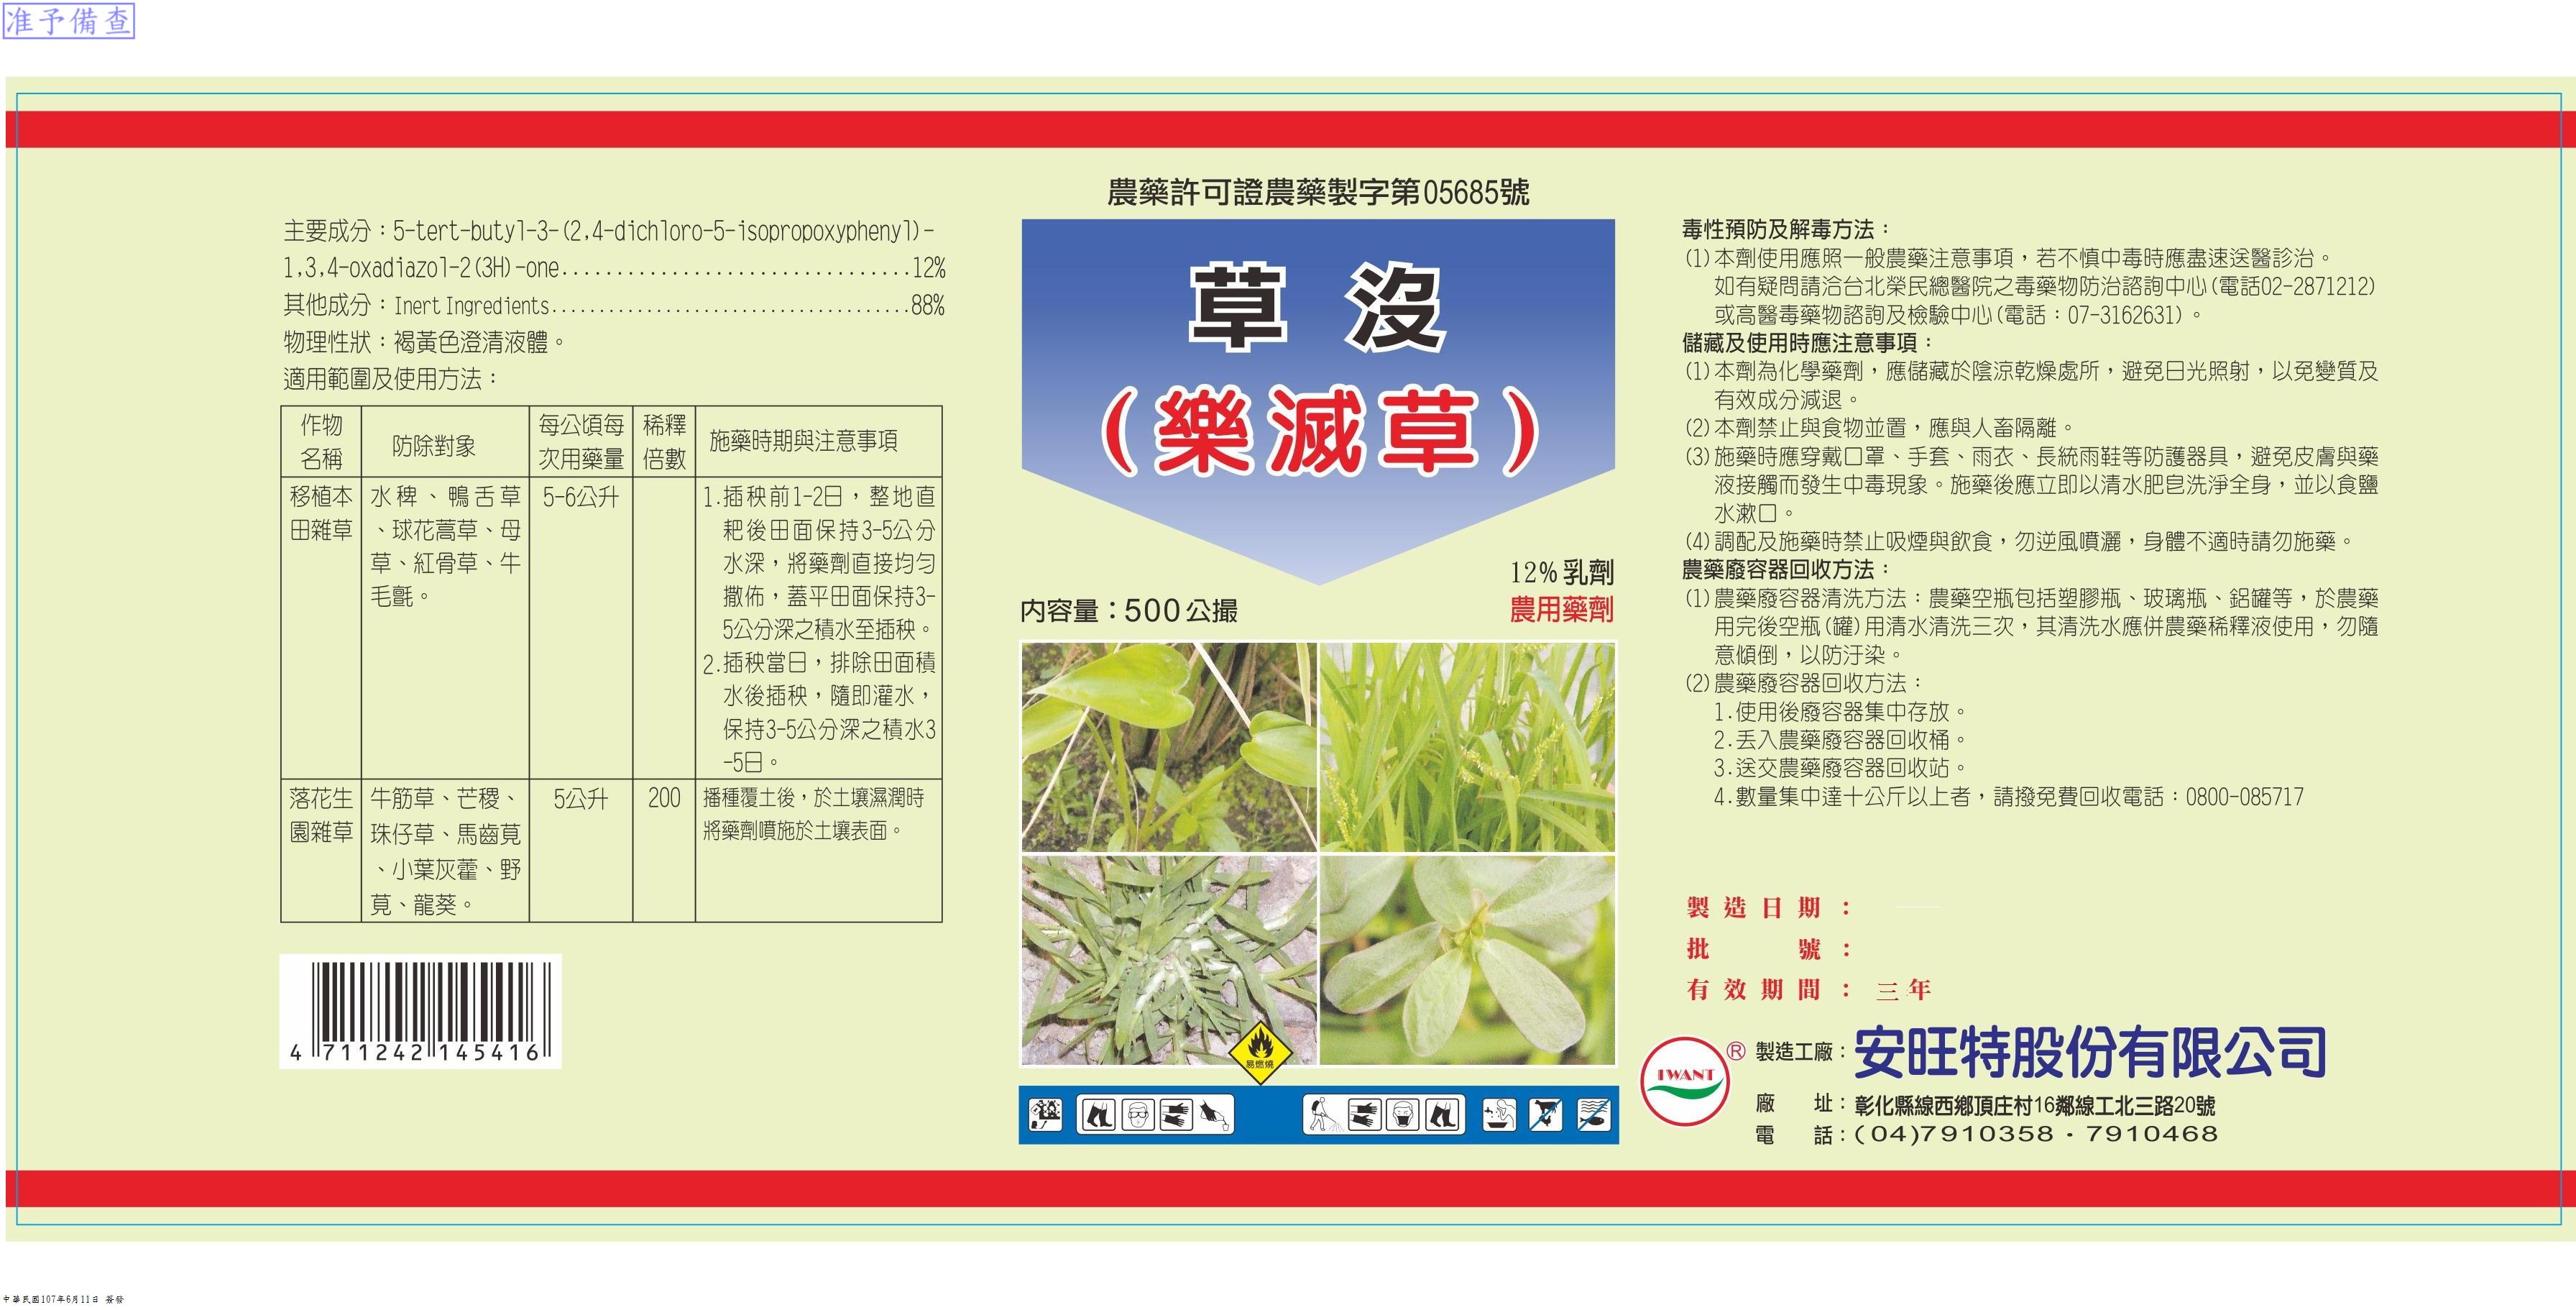 准予備查
主要成分：5-tert-butyl-3-(2,4-dichloro-5-isopropoxyphenyl)-
1,3,4-oxadiazol-2(3H)-one................................12%
其他成分：Inert Ingredients....................................88%
物理性狀：褐黃色澄清液體。
適用範圍及使用方法：
作物
名稱
防除對象
每公頃每
次用藥量
稀釋
倍數
施藥時期與注意事項
移植本
田雜草
水稗、鴨舌草
、球花蒿草、母
草、紅骨草、牛
毛氈。
5-6公升
1.插秧前1-2日，整地直
耙後田面保持3-5公分
水深，將藥劑直接均勻
撒佈，蓋平田面保持3-
5公分深之積水至插秧。
2.插秧當日，排除田面積
水後插秧，隨即灌水，
保持3-5公分深之積水3
-5日。
落花生
園雜草
牛筋草、芒稷、
珠仔草、馬齒莧
、小葉灰藋、野
莧、龍葵。
5公升
200
播種覆土後，於土壤濕潤時
將藥劑噴施於土壤表面。
4 711242 145416
農藥許可證農藥製字第05685號
草沒
(樂滅草)
12%乳劑
內容量：500公撮
農用藥劑
易燃燒
毒性預防及解毒方法：
(1)本劑使用應照一般農藥注意事項，若不慎中毒時應盡速送醫診治。
如有疑問請洽台北榮民總醫院之毒藥物防治諮詢中心(電話02-2871212)
或高醫毒藥物諮詢及檢驗中心(電話：07-3162631)。
儲藏及使用時應注意事項：
(1)本劑為化學藥劑，應儲藏於陰涼乾燥處所，避免日光照射，以免變質及
有效成分減退。
(2)本劑禁止與食物並置，應與人畜隔離。
(3)施藥時應穿戴口罩、手套、雨衣、長統雨鞋等防護器具，避免皮膚與藥
液接觸而發生中毒現象。施藥後應立即以清水肥皂洗淨全身，並以食鹽
水漱口。
(4)調配及施藥時禁止吸煙與飲食，勿逆風噴灑，身體不適時請勿施藥。
農藥廢容器回收方法：
(1)農藥廢容器清洗方法：農藥空瓶包括塑膠瓶、玻璃瓶、鋁罐等，於農藥
用完後空瓶(罐)用清水清洗三次，其清洗水應併農藥稀釋液使用，勿隨
意傾倒，以防汙染。
(2)農藥廢容器回收方法：
1.使用後廢容器集中存放。
2.丟入農藥廢容器回收桶。
3.送交農藥廢容器回收站。
4.數量集中達十公斤以上者，請撥免費回收電話：0800-085717
製造日期：
批　　號：
有效期間：三年
IWANT
®
製造工廠：安旺特股份有限公司
廠　　址：彰化縣線西鄉頂庄村16鄰線工北三路20號
電　　話：(04)7910358・7910468
中華民國107年6月11日 簽發